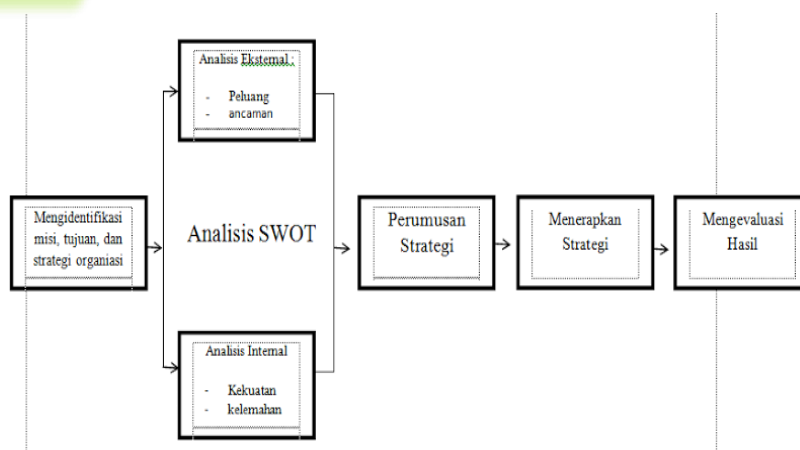 Mengidentifikasi
misi, tujuan, dan
strategi organiasi
Analisis Eksternal :
- Peluang
- ancaman
Analisis SWOT
Analisis Internal
- Kekuatan
- kelemahan
Perumusan
Strategi
Menerapkan
Strategi
Mengevaluasi
Hasil